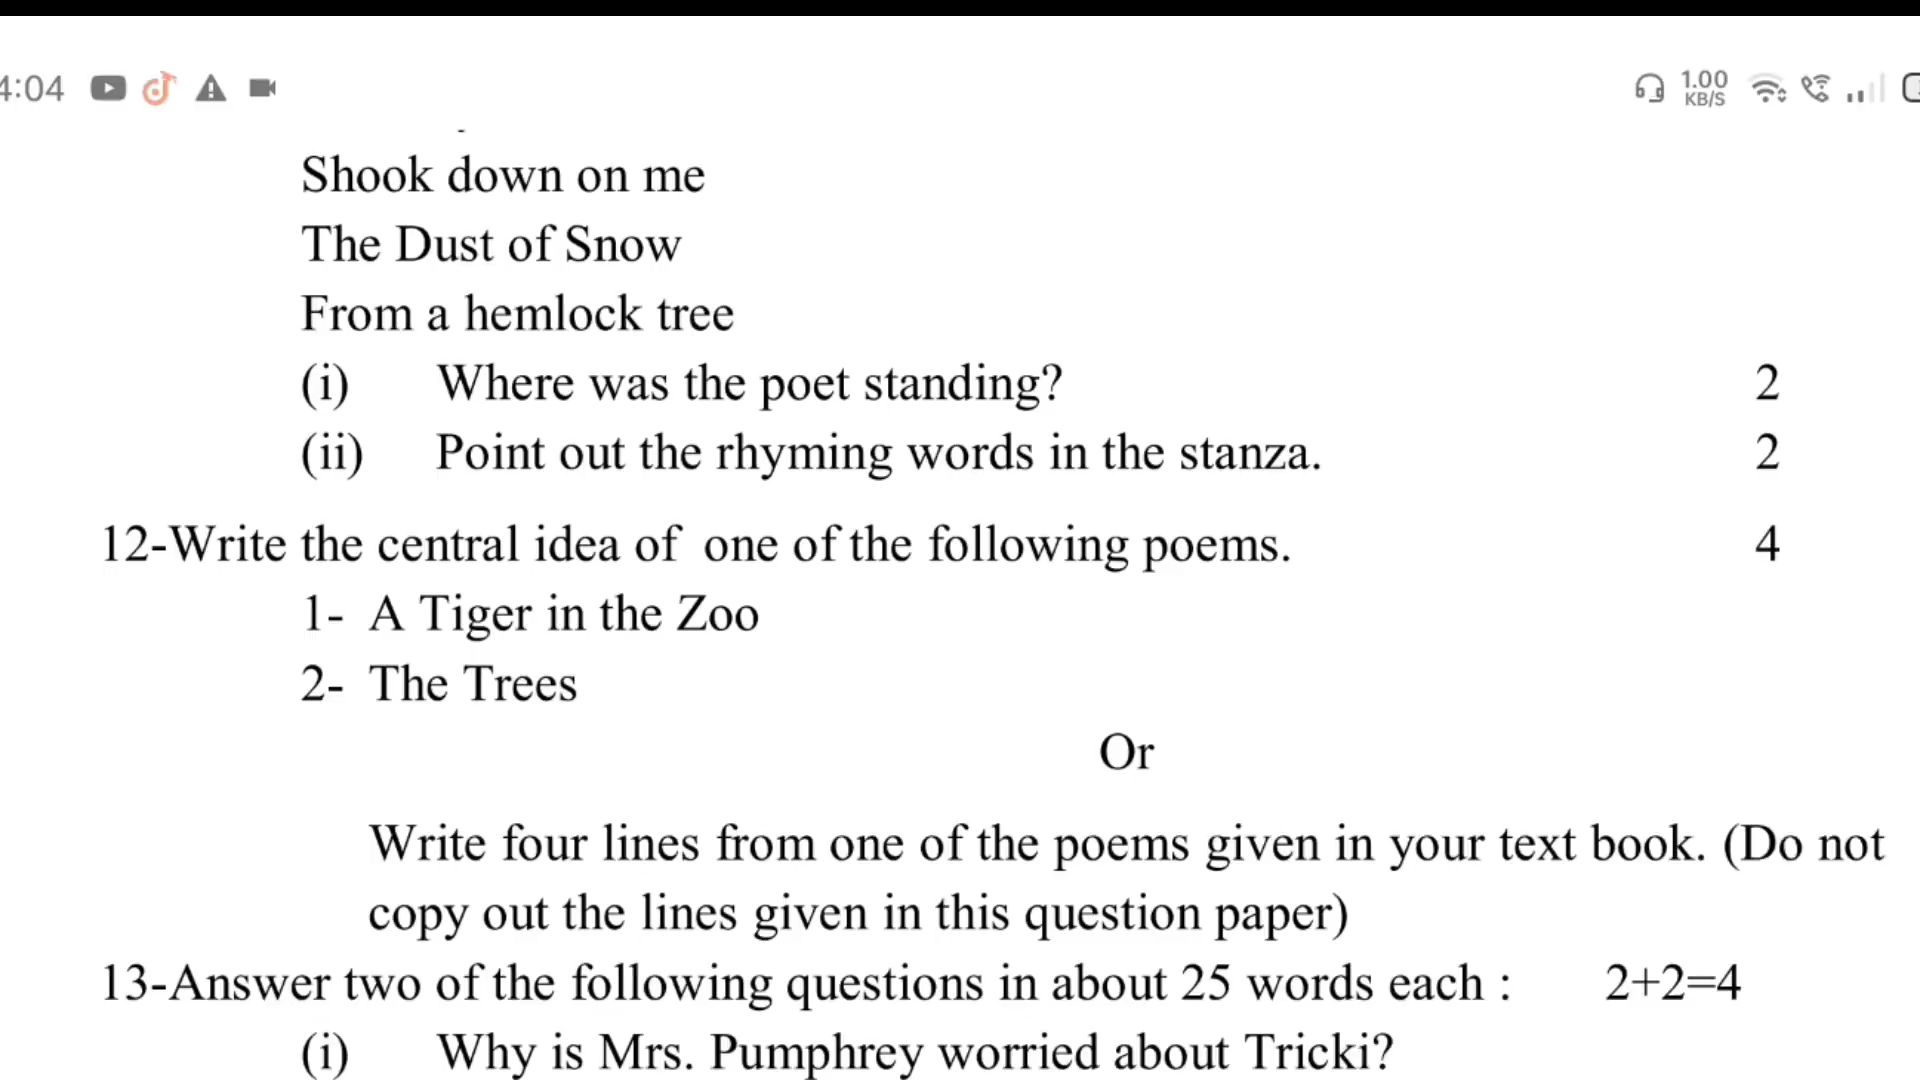 4:04 1.00 KB/S
Shook down on me
The Dust of Snow
From a hemlock tree
(i) Where was the poet standing? 2
(ii) Point out the rhyming words in the stanza. 2
12-Write the central idea of one of the following poems. 4
1- A Tiger in the Zoo
2- The Trees
Or
Write four lines from one of the poems given in your text book. (Do not
copy out the lines given in this question paper)
13-Answer two of the following questions in about 25 words each : 2+2=4
(i) Why is Mrs. Pumphrey worried about Tricki?